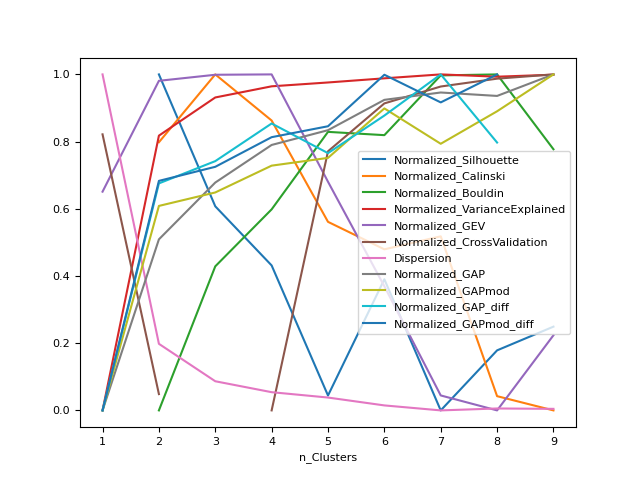 1.0
0.8
0.6
0.4
0.2
0.0
Normalized_Silhouette
Normalized_Calinski
Normalized_Bouldin
Normalized_VarianceExplained
Normalized_GEV
Normalized_CrossValidation
Dispersion
Normalized_GAP
Normalized_GAPmod
Normalized_GAP_diff
Normalized_GAPmod_diff
1 2 3 4 5 6 7 8 9
n_Clusters